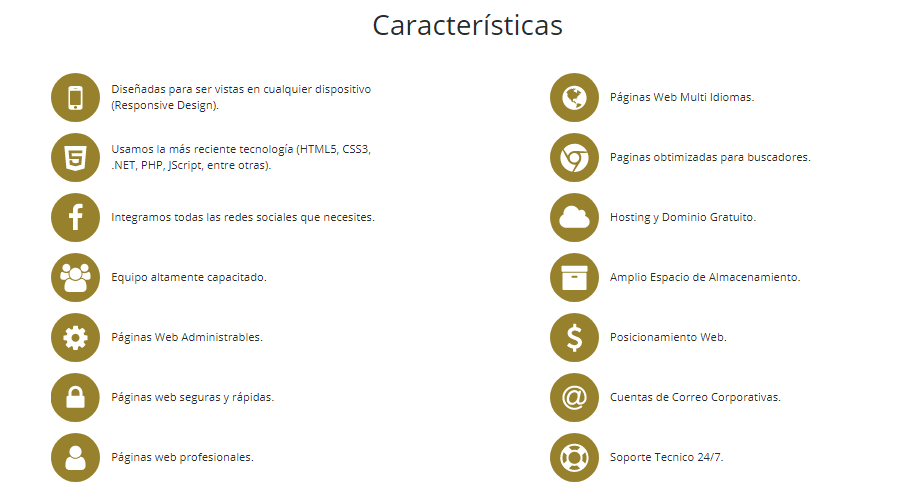 Características
Diseñadas para ser vistas en cualquier dispositivo
(Responsive Design).
Usamos la más reciente tecnología (HTML5, CSS3,
.NET, PHP, JScript, entre otras).
Integramos todas las redes sociales que necesites.
Equipo altamente capacitado.
Páginas Web Administrables.
Páginas web seguras y rápidas.
Páginas web profesionales.
Páginas Web Multi Idiomas.
Paginas obtimizadas para buscadores.
Hosting y Dominio Gratuito.
Amplio Espacio de Almacenamiento.
Posicionamiento Web.
Cuentas de Correo Corporativas.
Soporte Tecnico 24/7.